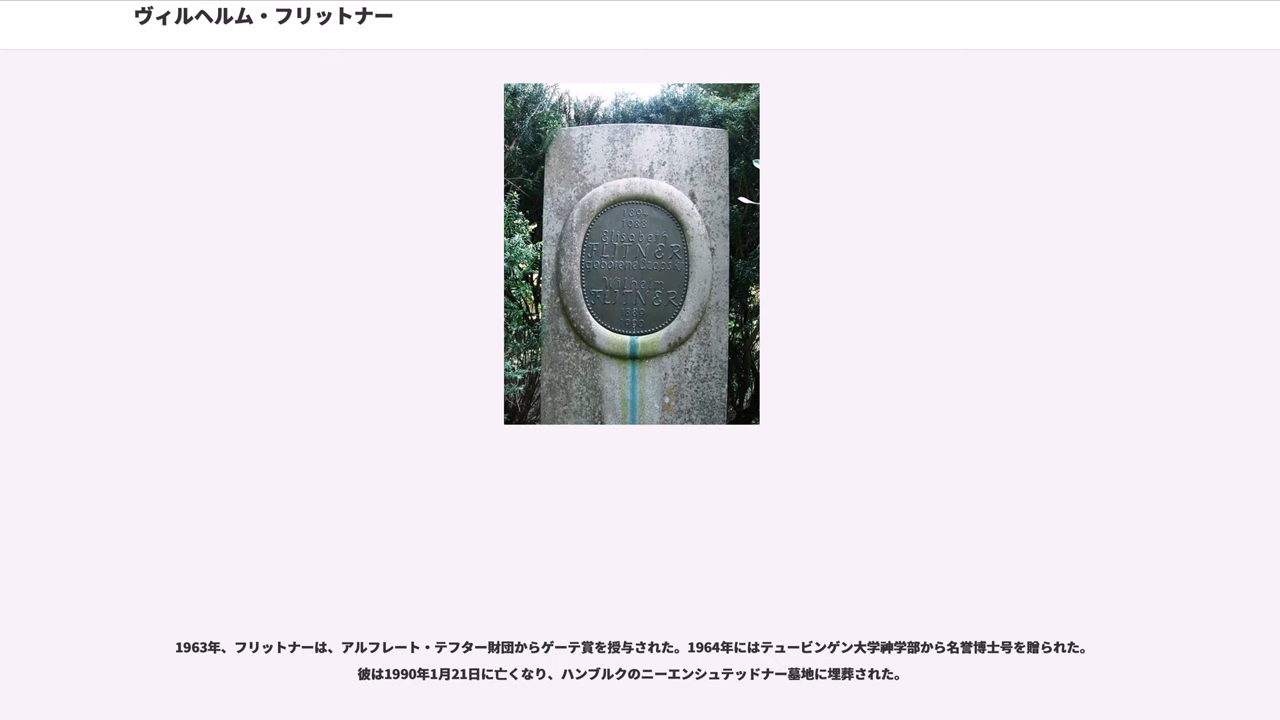 ヴィルヘルム・フリットナー
Elisabeth
FLITNER
geborene Czapski
Wilhelm
FLITNER
1963年、フリットナーは、アルフレート・テフター財団からゲーテ賞を授与された。1964年にはテュービンゲン大学神学部から名誉博士号を贈られた。
彼は1990年1月21日に亡くなり、ハンブルクのニーエンシュテッドナー墓地に埋葬された。